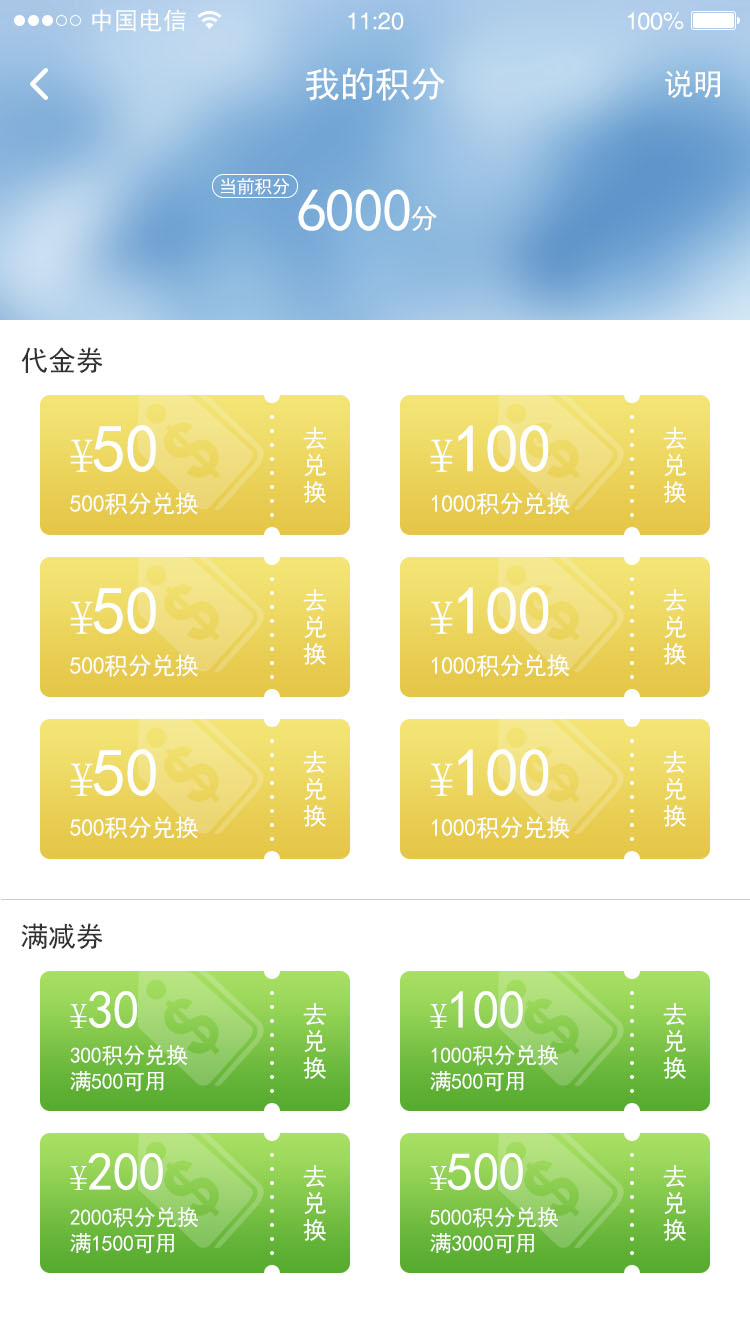 中国电信 11:20 100%
我的积分 说明
当前积分 6000分
代金券
¥50
500积分兑换
去兑换
¥100
1000积分兑换
去兑换
¥50
500积分兑换
去兑换
¥100
1000积分兑换
去兑换
¥50
500积分兑换
去兑换
¥100
1000积分兑换
去兑换
满减券
¥30
300积分兑换
满500可用
去兑换
¥100
1000积分兑换
满500可用
去兑换
¥200
2000积分兑换
满1500可用
去兑换
¥500
5000积分兑换
满3000可用
去兑换